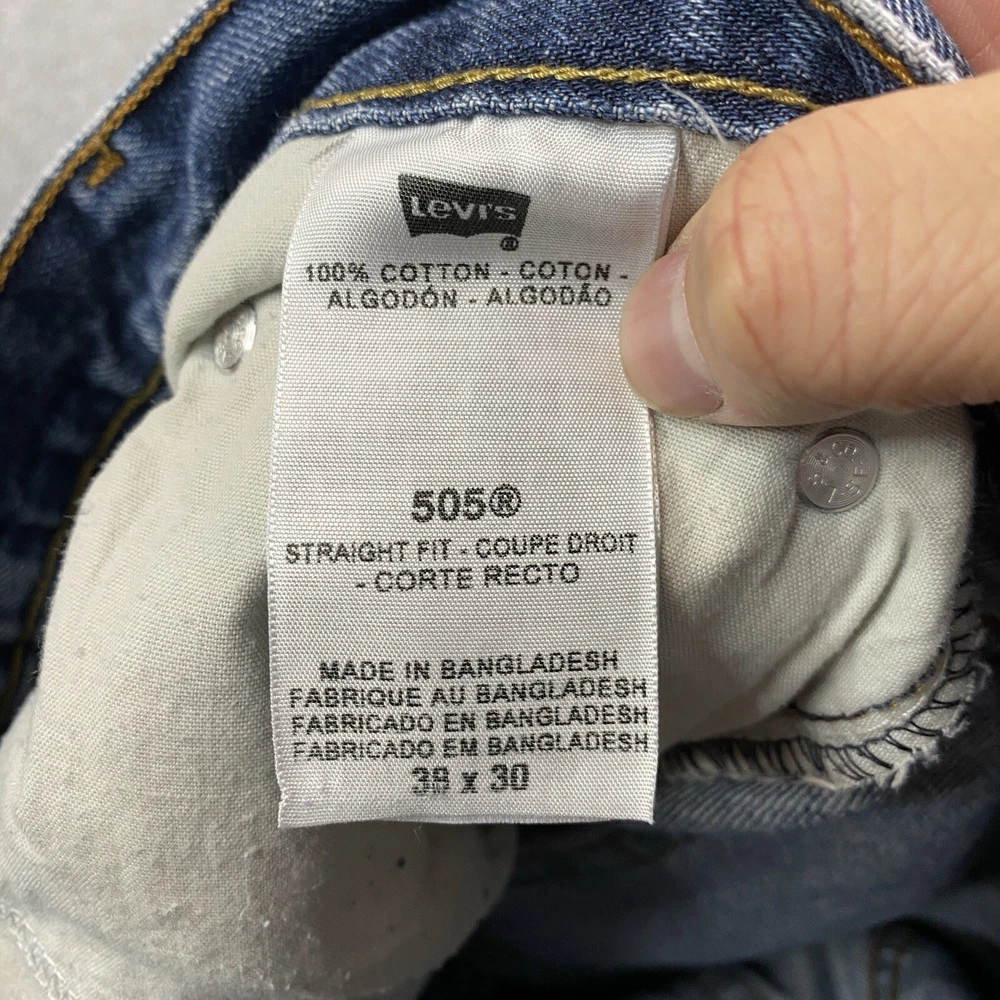 Levi's
®
100% COTTON - COTON -
ALGODÓN - ALGODÃO
505®
STRAIGHT FIT - COUPE DROIT
- CORTE RECTO
MADE IN BANGLADESH
FABRIQUE AU BANGLADESH
FABRICADO EN BANGLADESH
FABRICADO EM BANGLADESH
38 x 30